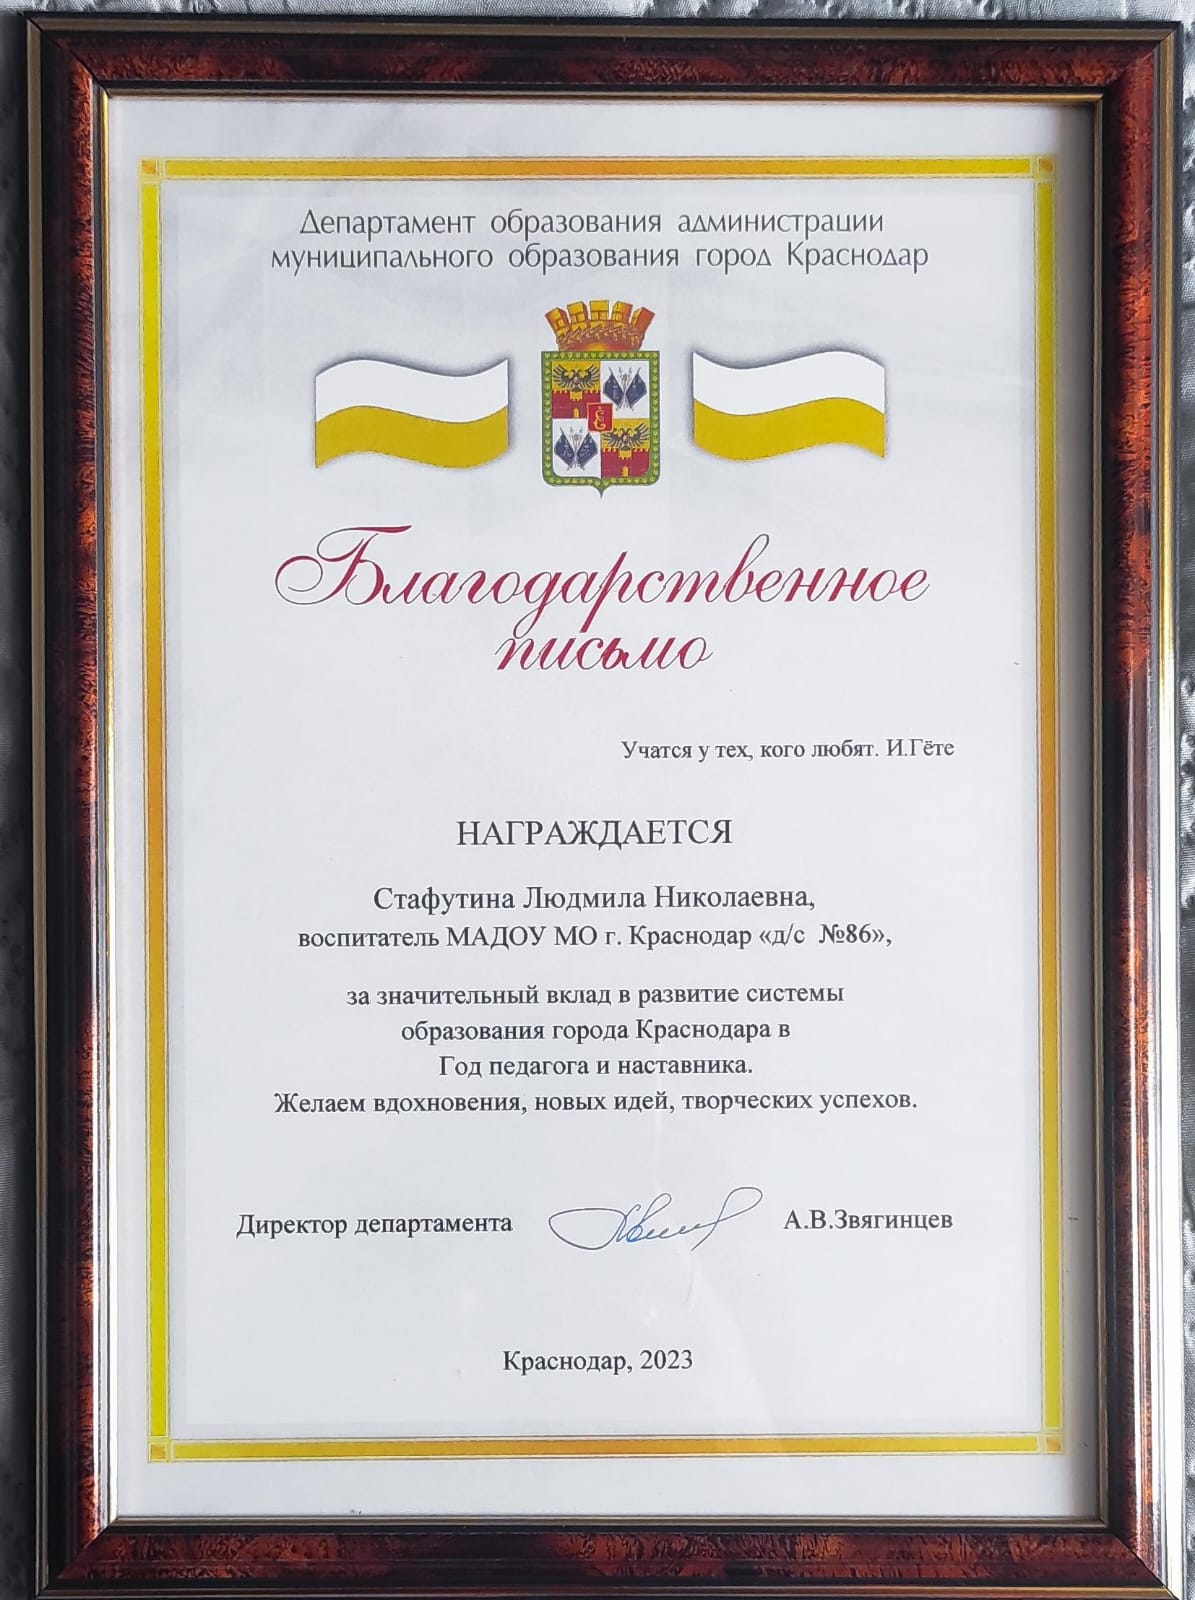 Департамент образования администрации
муниципального образования город Краснодар
Благодарственное
письмо
Учатся у тех, кого любят. И.Гёте
НАГРАЖДАЕТСЯ
Стафутина Людмила Николаевна,
воспитатель МАДОУ МО г. Краснодар «д/с №86»,
за значительный вклад в развитие системы
образования города Краснодара в
Год педагога и наставника.
Желаем вдохновения, новых идей, творческих успехов.
Директор департамента А.В.Звягинцев
Краснодар, 2023